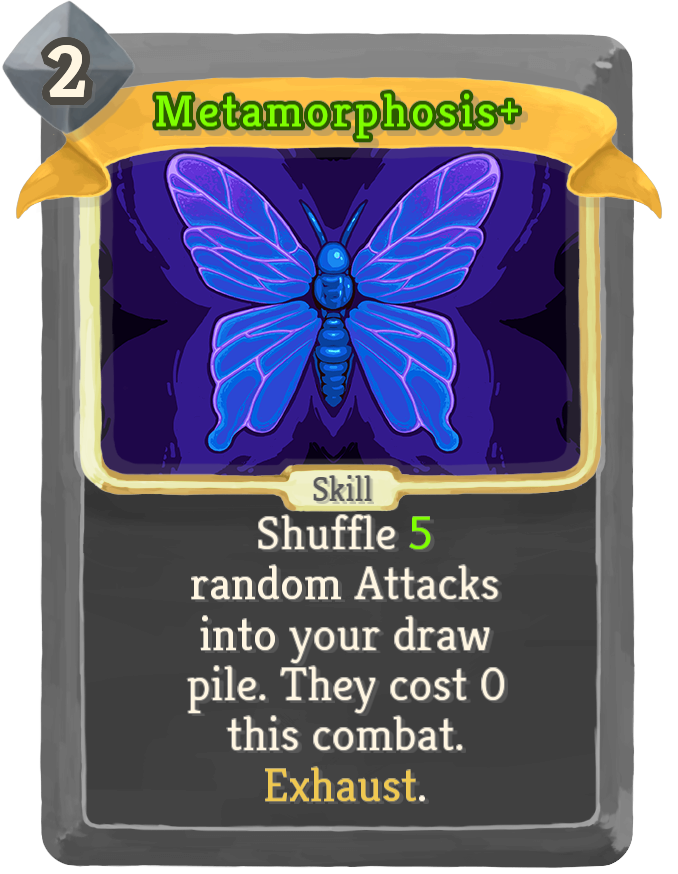 2
Metamorphosis+
Skill
Shuffle 5
random Attacks
into your draw
pile. They cost 0
this combat.
Exhaust.